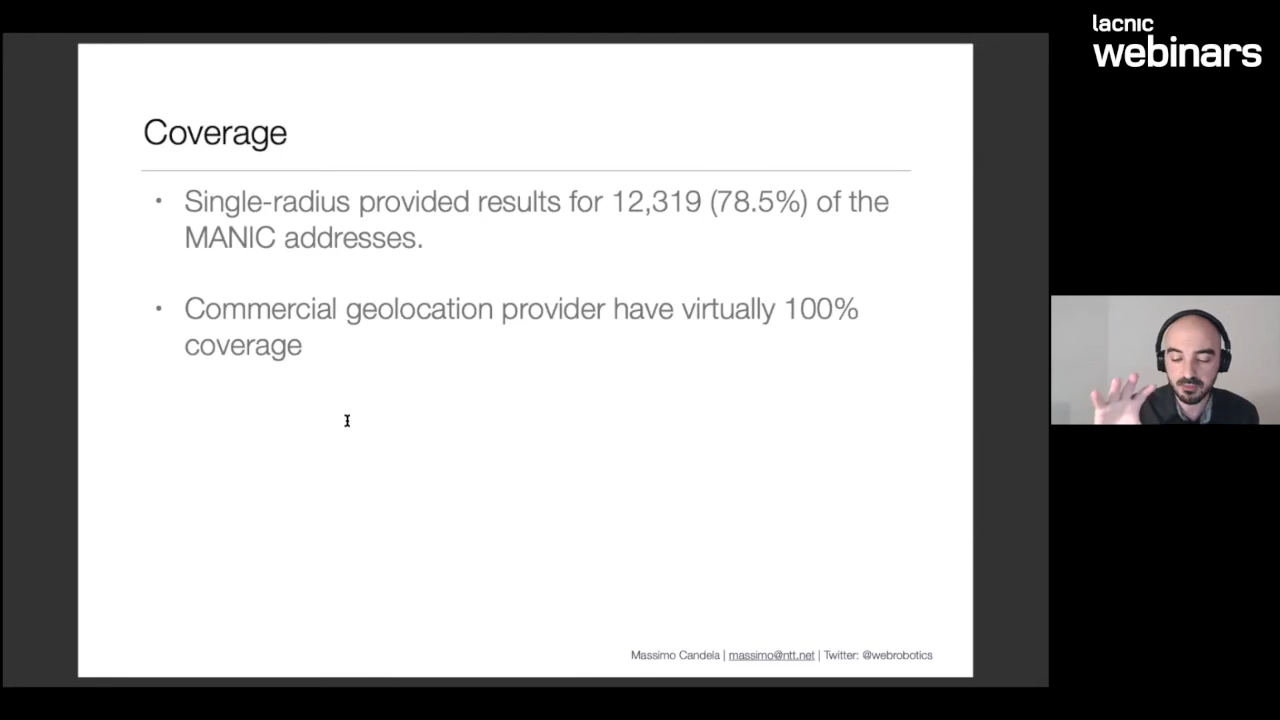 lacnic
webinars
Coverage
• Single-radius provided results for 12,319 (78.5%) of the
MANIC addresses.
• Commercial geolocation provider have virtually 100%
coverage
Massimo Candela | massimo@ntt.net | Twitter: @webrobotics